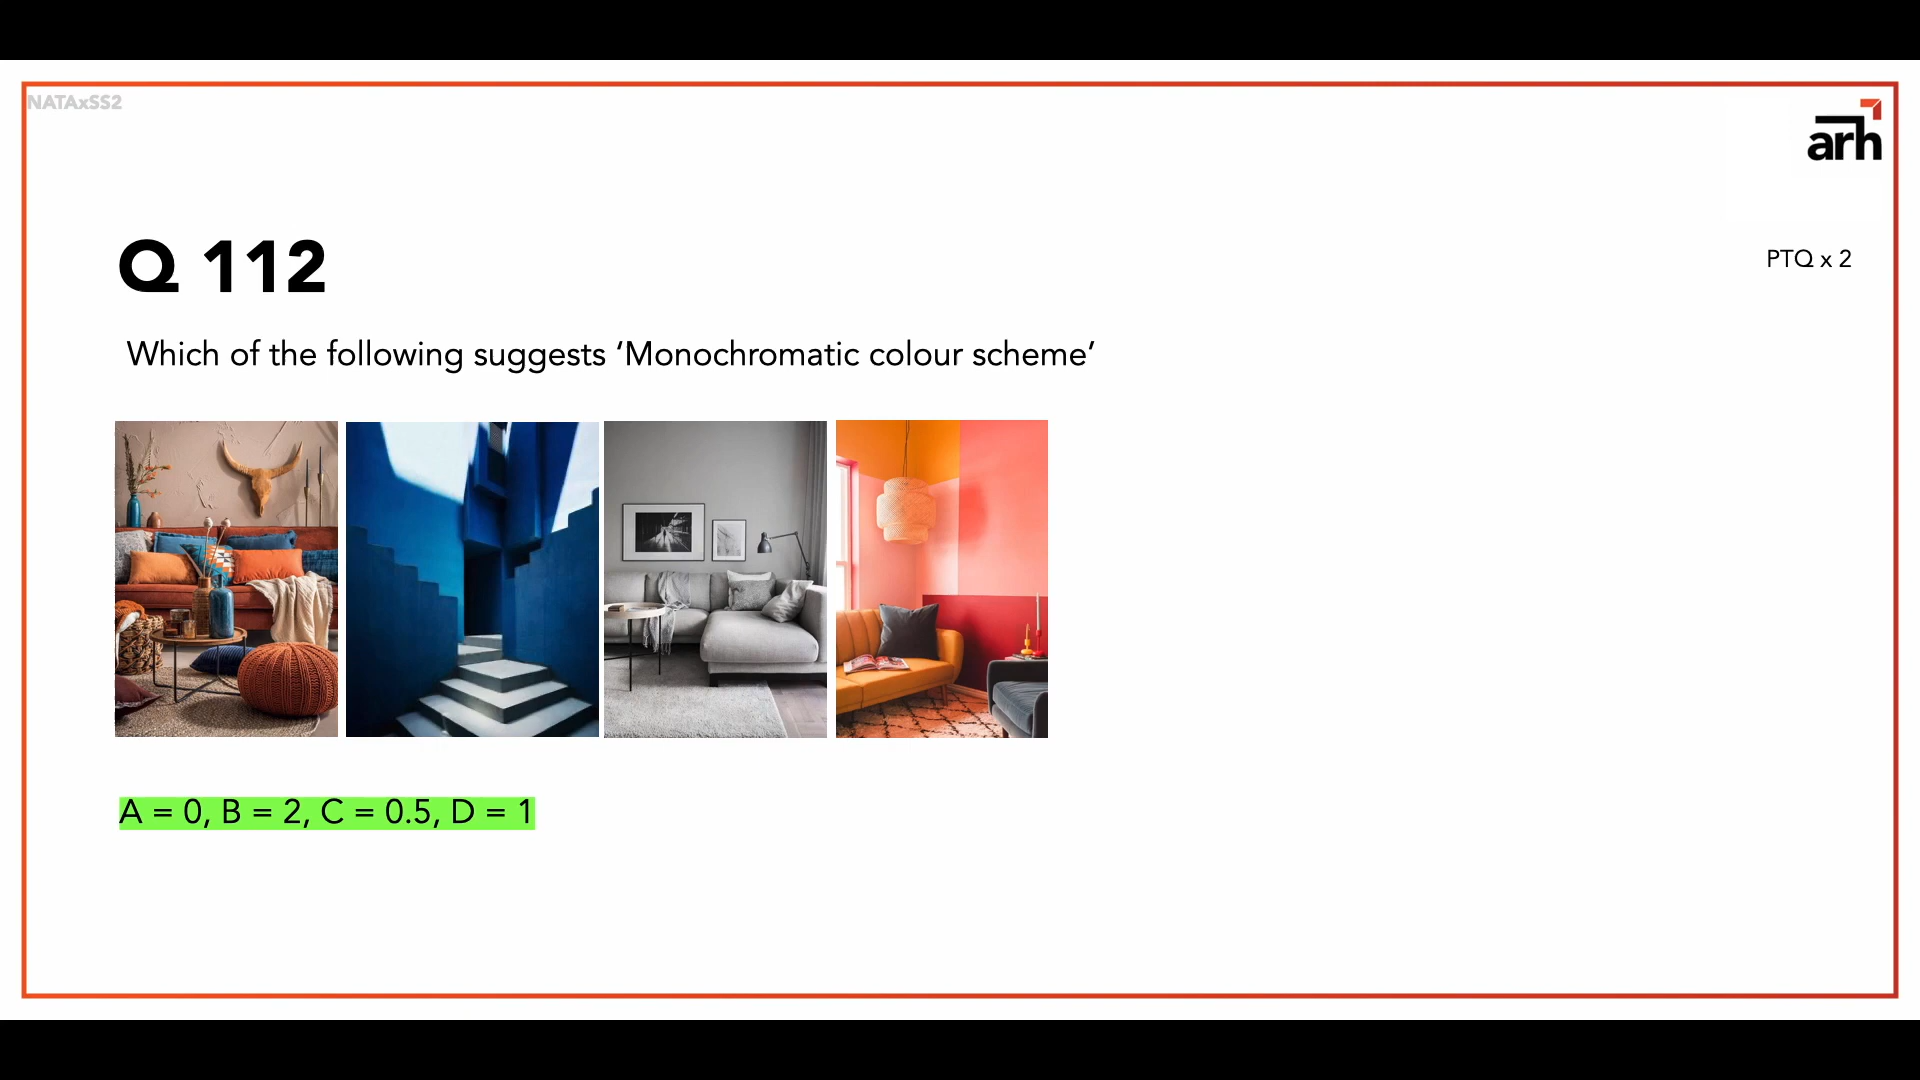 NATAxSS2
arh
Q 112
PTQ x 2
Which of the following suggests ‘Monochromatic colour scheme’
A = 0, B = 2, C = 0.5, D = 1